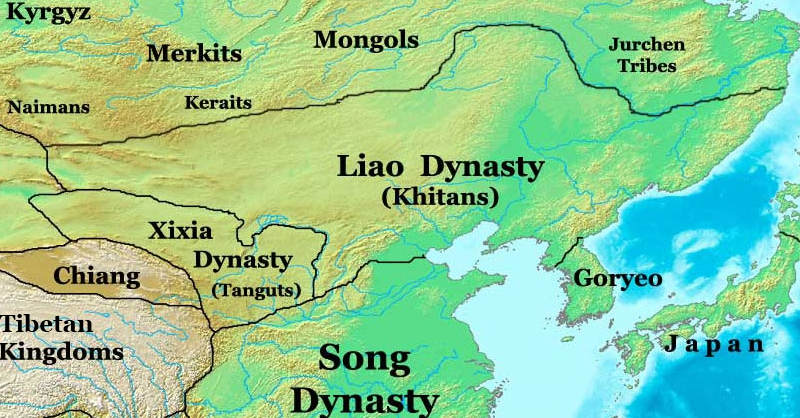 Kyrgyz
Merkits
Mongols
Jurchen
Tribes
Naimans
Keraits
Liao Dynasty
(Khitans)
Xixia
Dynasty
(Tanguts)
Chiang
Goryeo
Tibetan
Kingdoms
Japan
Song
Dynasty